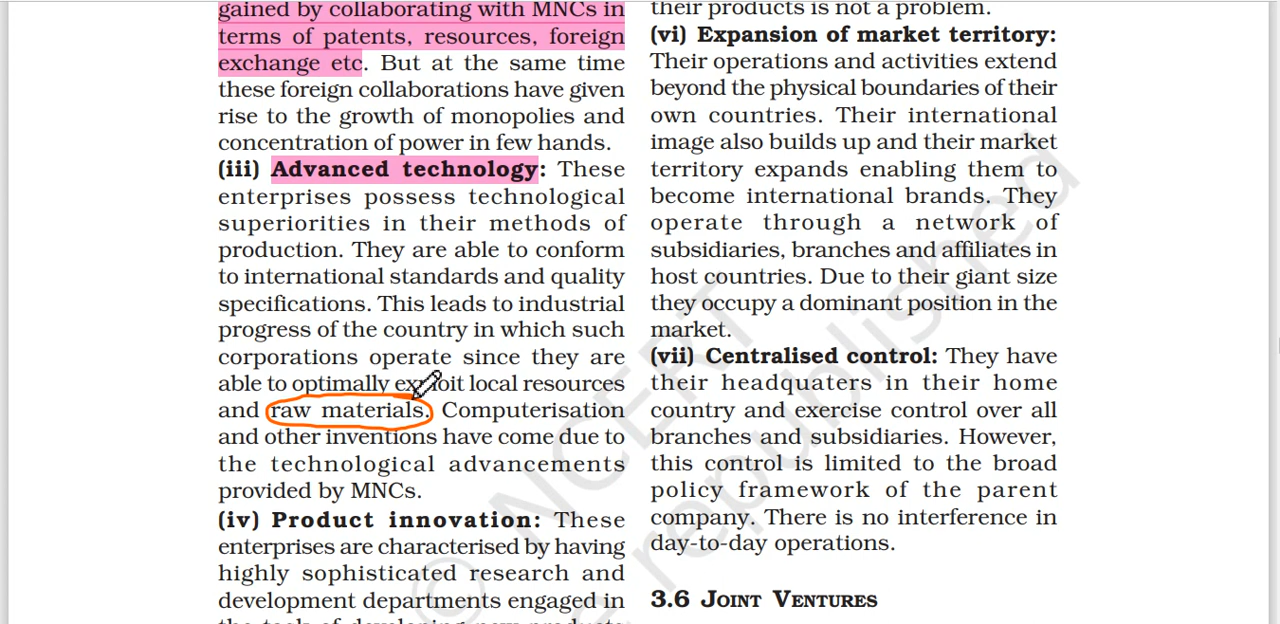 gained by collaborating with MNCs in
terms of patents, resources, foreign
exchange etc. But at the same time
these foreign collaborations have given
rise to the growth of monopolies and
concentration of power in few hands.
(iii) Advanced technology: These
enterprises possess technological
superiorities in their methods of
production. They are able to conform
to international standards and quality
specifications. This leads to industrial
progress of the country in which such
corporations operate since they are
able to optimally exploit local resources
and raw materials. Computerisation
and other inventions have come due to
the technological advancements
provided by MNCs.
(iv) Product innovation: These
enterprises are characterised by having
highly sophisticated research and
development departments engaged in
the task of developing new products
their products is not a problem.
(vi) Expansion of market territory:
Their operations and activities extend
beyond the physical boundaries of their
own countries. Their international
image also builds up and their market
territory expands enabling them to
become international brands. They
operate through a network of
subsidiaries, branches and affiliates in
host countries. Due to their giant size
they occupy a dominant position in the
market.
(vii) Centralised control: They have
their headquaters in their home
country and exercise control over all
branches and subsidiaries. However,
this control is limited to the broad
policy framework of the parent
company. There is no interference in
day-to-day operations.
3.6 JOINT VENTURES
© NCERT
be republished